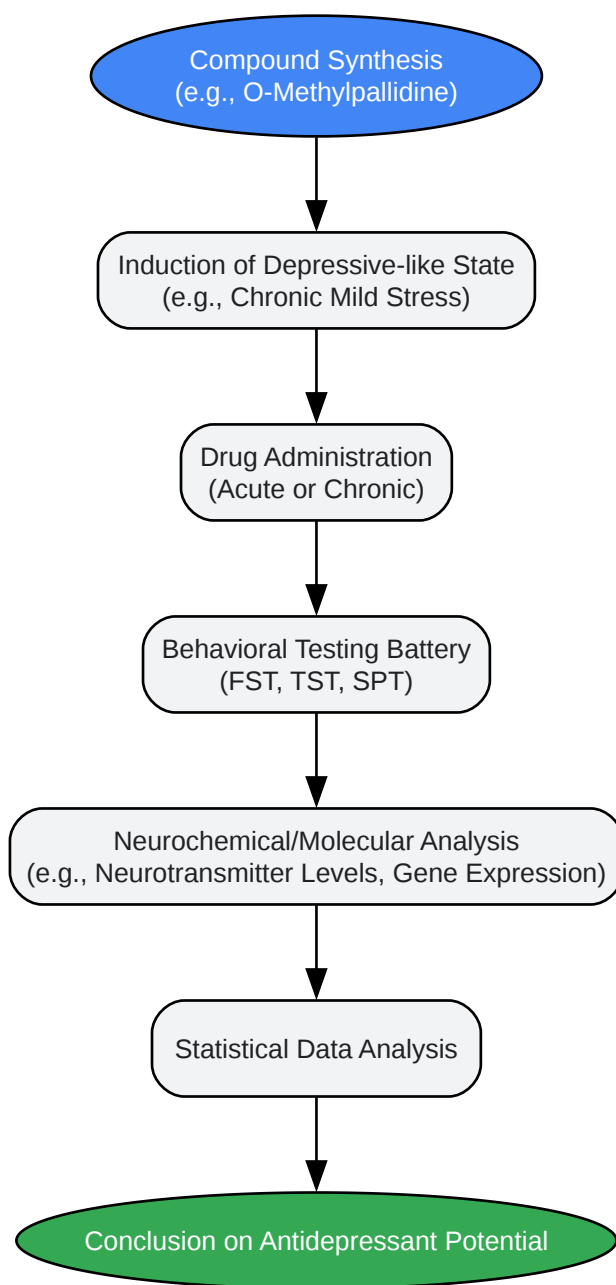 Compound Synthesis
(e.g., O-Methylpallidine)
Induction of Depressive-like State
(e.g., Chronic Mild Stress)
Drug Administration
(Acute or Chronic)
Behavioral Testing Battery
(FST, TST, SPT)
Neurochemical/Molecular Analysis
(e.g., Neurotransmitter Levels, Gene Expression)
Statistical Data Analysis
Conclusion on Antidepressant Potential